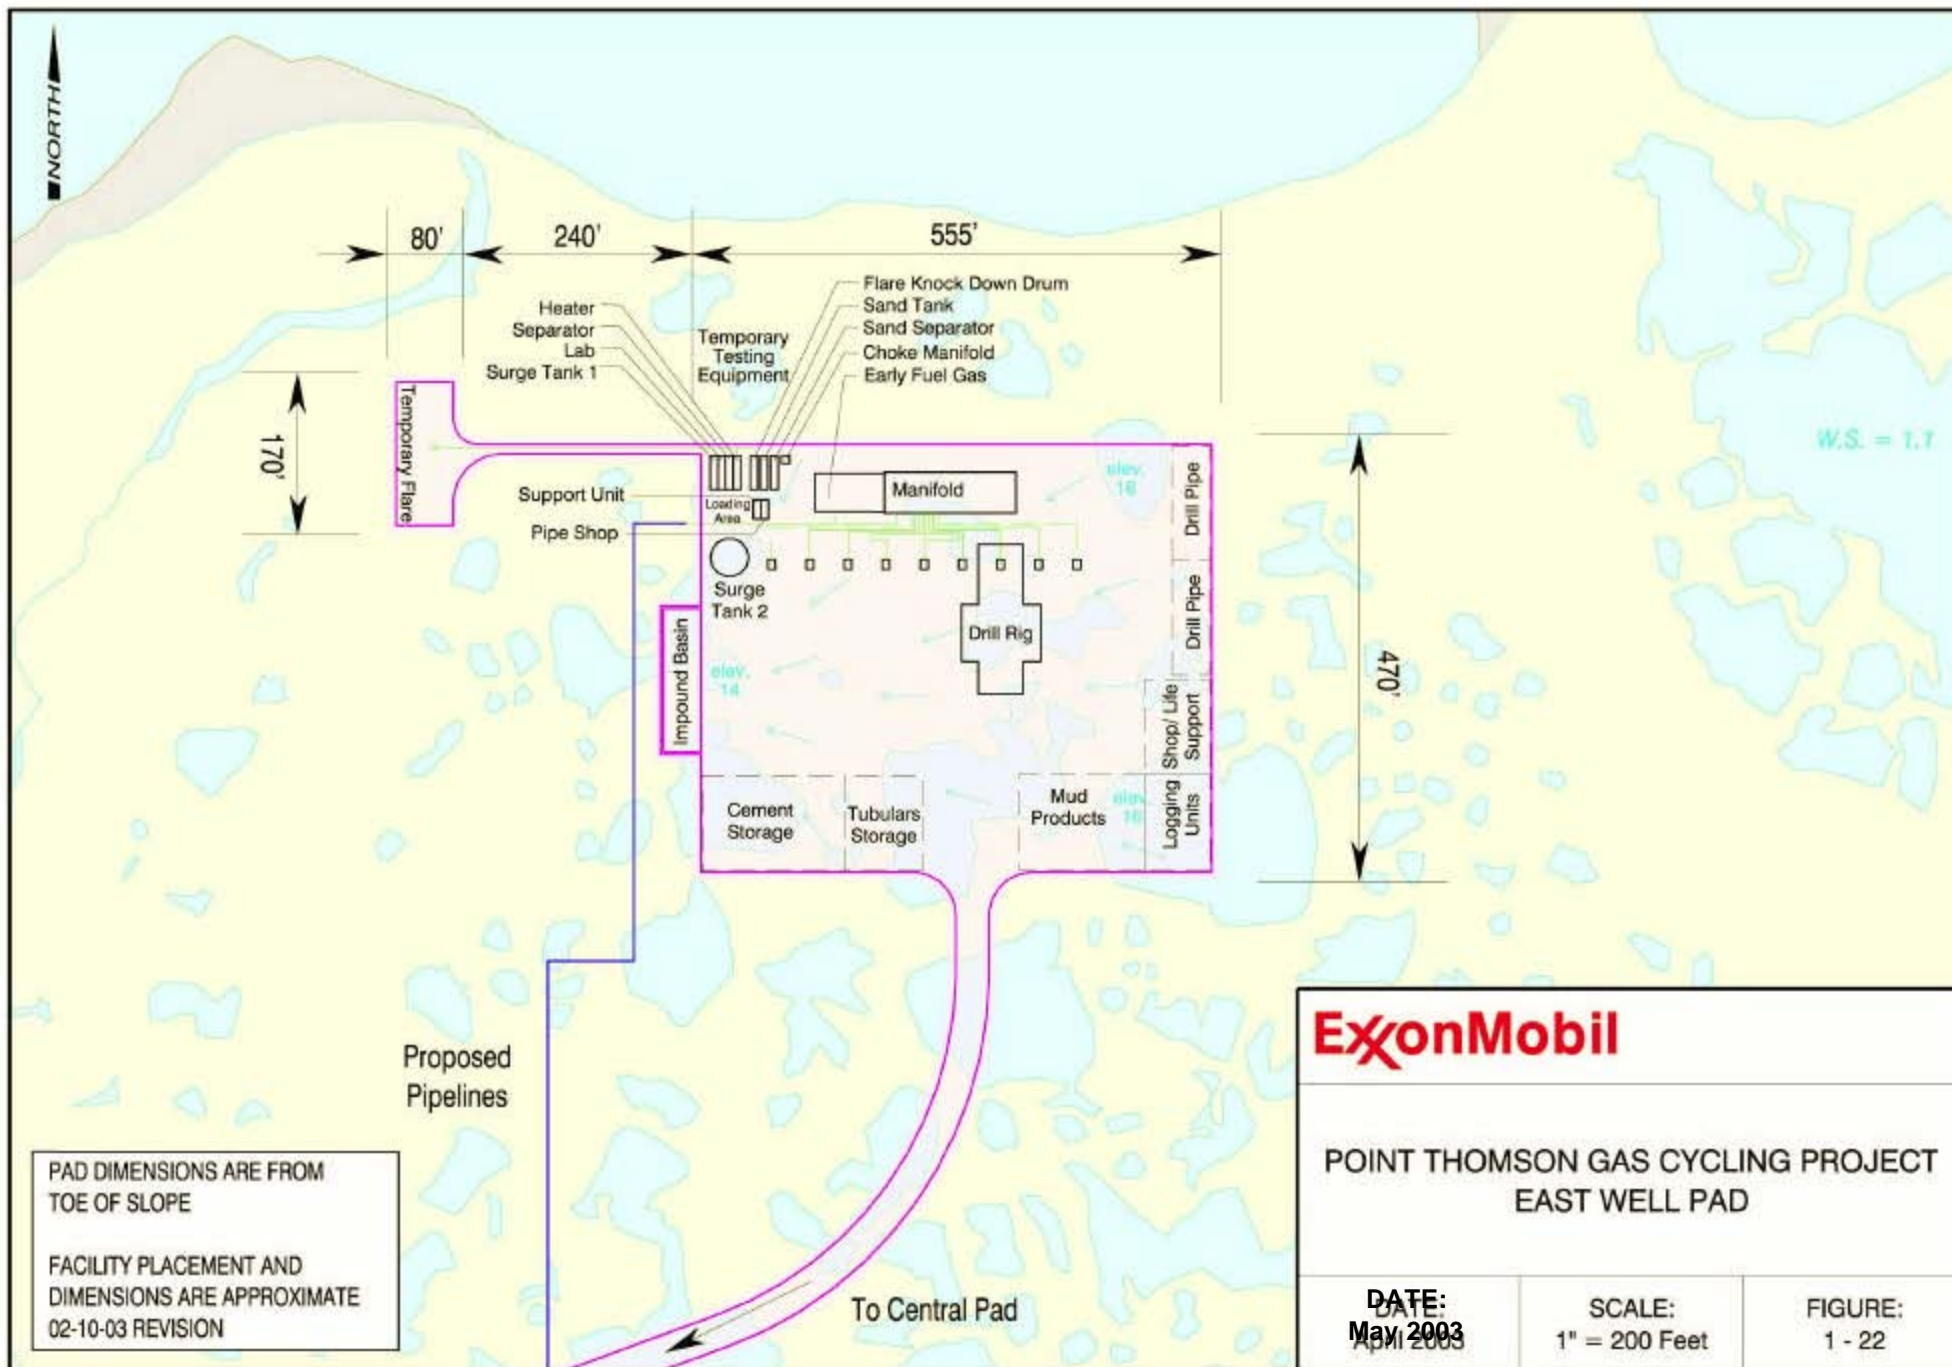 NORTH
80'
240'
555'
Flare Knock Down Drum
Sand Tank
Sand Separator
Choke Manifold
Early Fuel Gas
Heater
Separator
Lab
Surge Tank 1
Temporary
Testing
Equipment
170'
Temporary Flare
Support Unit
Pipe Shop
Loading
Area
Manifold
elev.
16
Drill Pipe
W.S. = 1.1
Surge
Tank 2
Drill Rig
Drill Pipe
Impound Basin
elev.
14
470'
Shop/ Life
Support
Cement
Storage
Tubulars
Storage
Mud
Products
elev.
16
Logging
Units
Proposed
Pipelines
To Central Pad
PAD DIMENSIONS ARE FROM
TOE OF SLOPE
FACILITY PLACEMENT AND
DIMENSIONS ARE APPROXIMATE
02-10-03 REVISION
ExxonMobil
POINT THOMSON GAS CYCLING PROJECT
EAST WELL PAD
DATE:
May 2003
DATE:
April 2003
SCALE:
1" = 200 Feet
FIGURE:
1 - 22